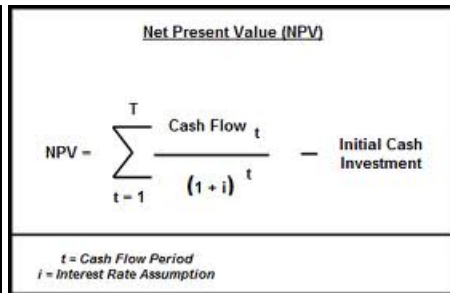 Net Present Value (NPV)
NPV = T ∑ t = 1 Cash Flow t / (1 + i) t — Initial Cash Investment
t = Cash Flow Period
i = Interest Rate Assumption